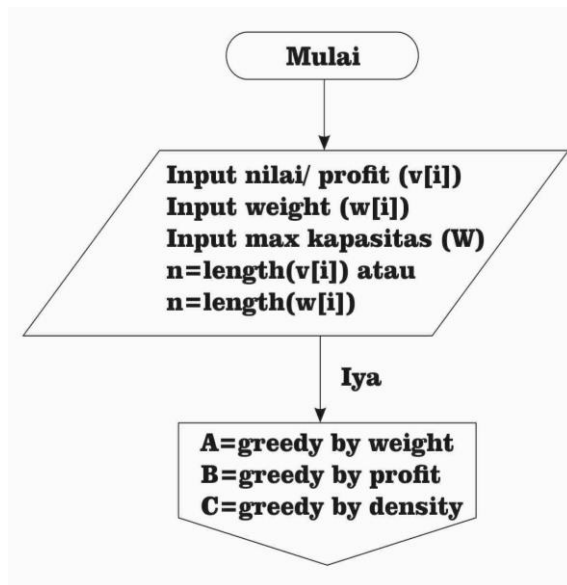 Mulai
Input nilai/ profit (v[i])
Input weight (w[i])
Input max kapasitas (W)
n=length(v[i]) atau
n=length(w[i])
Iya
A=greedy by weight
B=greedy by profit
C=greedy by density